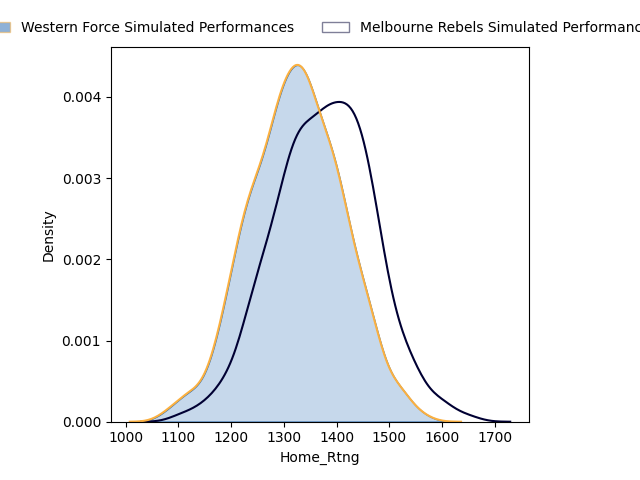 Western Force Simulated Performances
Melbourne Rebels Simulated
0.004
0.003
0.002
0.001
0.000
Density
1000 1100 1200 1300 1400 1500 1600 1700
Home_Rtng